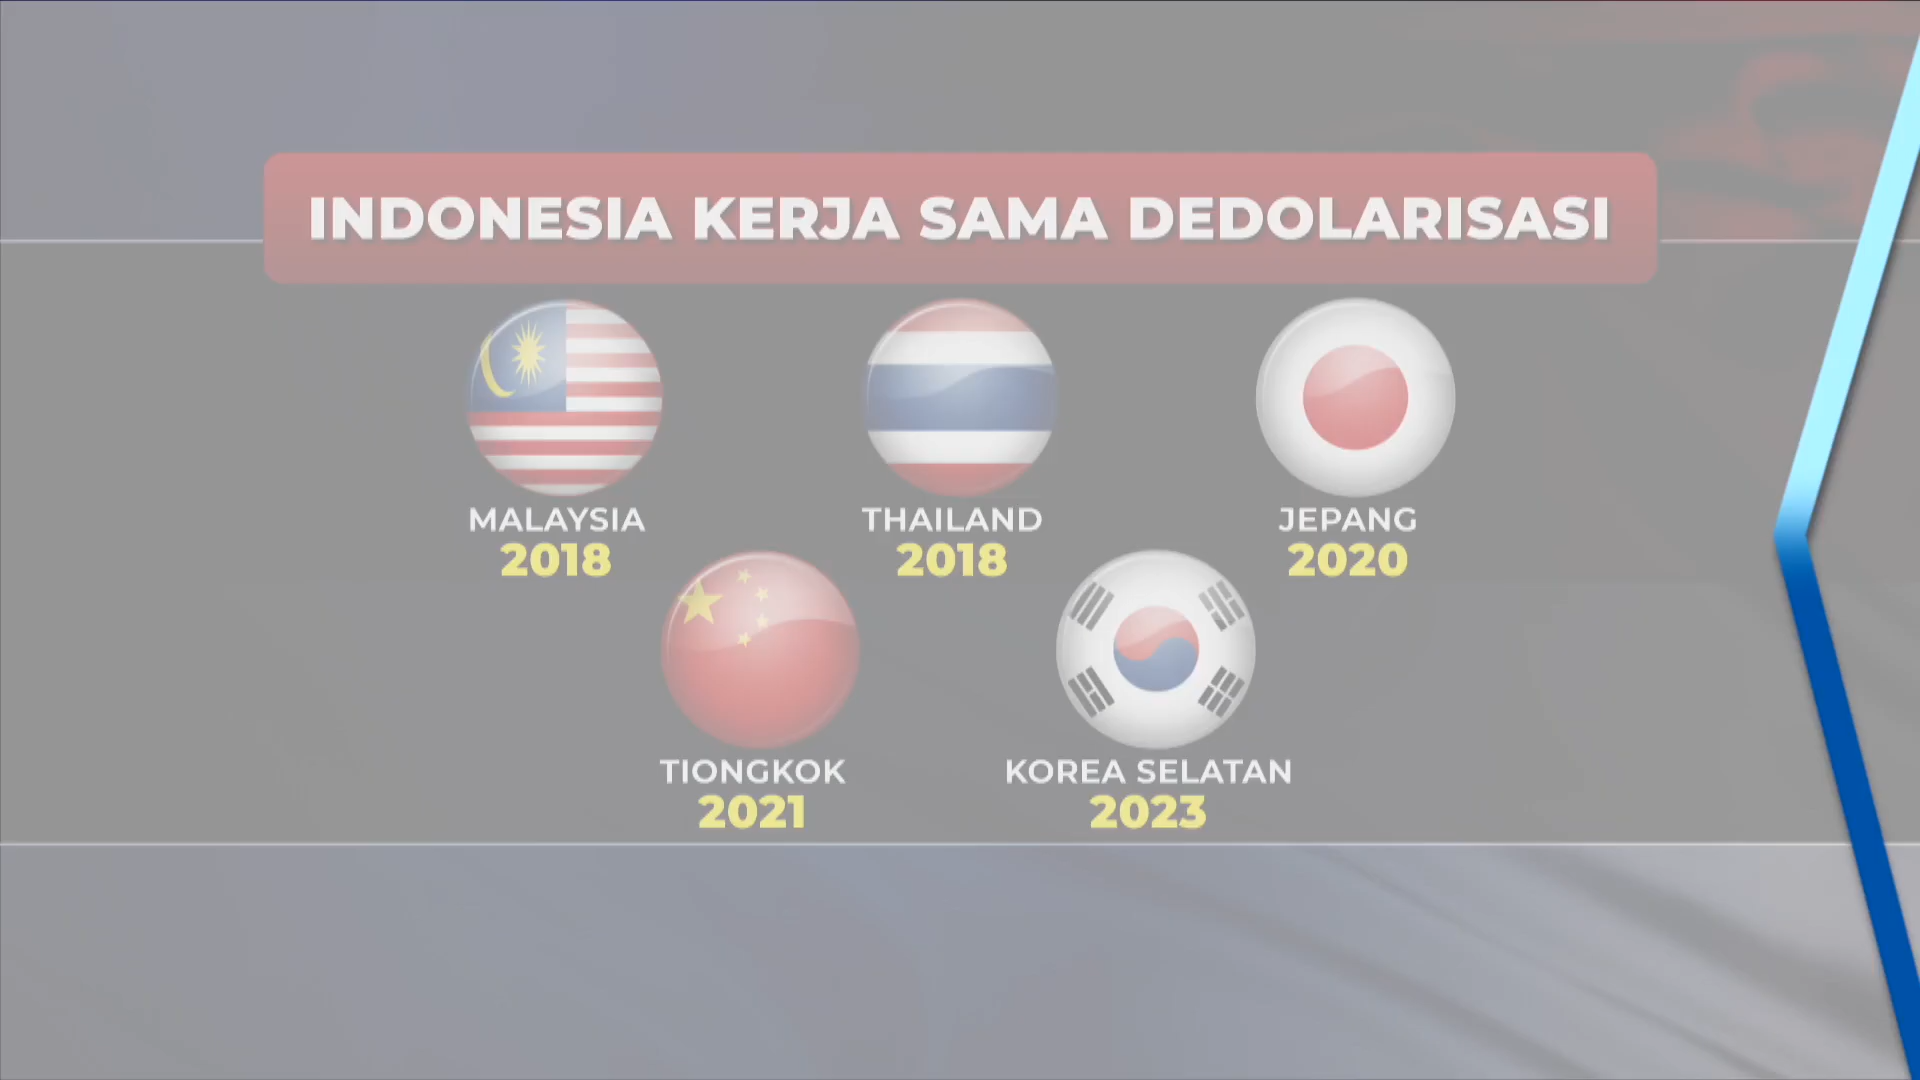 INDONESIA KERJA SAMA DEDOLARISASI
MALAYSIA
2018
THAILAND
2018
JEPANG
2020
TIONGKOK
2021
KOREA SELATAN
2023